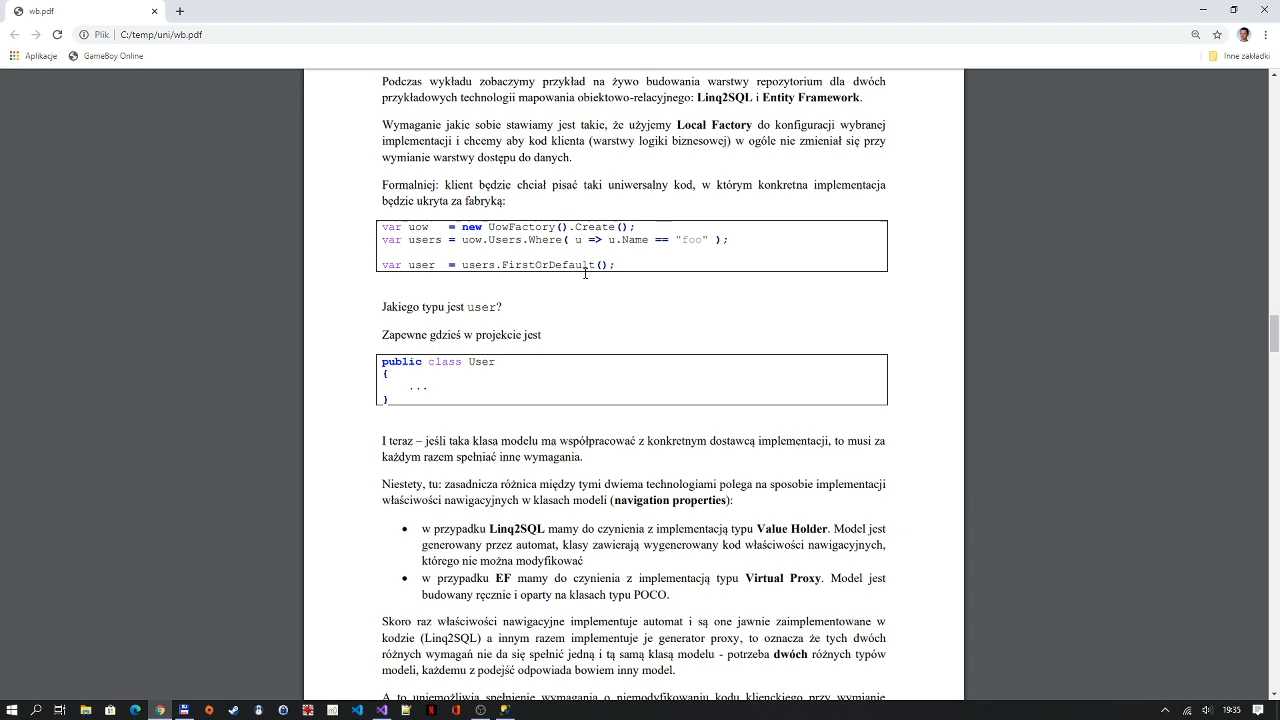 wb.pdf
Plik
C:/temp/uni/wb.pdf
Aplikacje
GameBoy Online
Inne zakładki
Podczas wykładu zobaczymy przykład na żywo budowania warstwy repozytorium dla dwóch
przykładowych technologii mapowania obiektowo-relacyjnego: Linq2SQL i Entity Framework.
Wymaganie jakie sobie stawiamy jest takie, że użyjemy Local Factory do konfiguracji wybranej
implementacji i chcemy aby kod klienta (warstwy logiki biznesowej) w ogóle nie zmieniał się przy
wymianie warstwy dostępu do danych.
Formalniej: klient będzie chciał pisać taki uniwersalny kod, w którym konkretna implementacja
będzie ukryta za fabryką:
var uow   = new UowFactory().Create();
var users = uow.Users.Where( u => u.Name == "foo" );
var user  = users.FirstOrDefault();
Jakiego typu jest user?
Zapewne gdzieś w projekcie jest
public class User
{
    ...
}
I teraz – jeśli taka klasa modelu ma współpracować z konkretnym dostawcą implementacji, to musi za
każdym razem spełniać inne wymagania.
Niestety, tu: zasadnicza różnica między tymi dwiema technologiami polega na sposobie implementacji
właściwości nawigacyjnych w klasach modeli (navigation properties):
• w przypadku Linq2SQL mamy do czynienia z implementacją typu Value Holder. Model jest
generowany przez automat, klasy zawierają wygenerowany kod właściwości nawigacyjnych,
którego nie można modyfikować
• w przypadku EF mamy do czynienia z implementacją typu Virtual Proxy. Model jest
budowany ręcznie i oparty na klasach typu POCO.
Skoro raz właściwości nawigacyjne implementuje automat i są one jawnie zaimplementowane w
kodzie (Linq2SQL) a innym razem implementuje je generator proxy, to oznacza że tych dwóch
różnych wymagań nie da się spełnić jedną i tą samą klasą modelu - potrzeba dwóch różnych typów
modeli, każdemu z podejść odpowiada bowiem inny model.
A to uniemożliwia spełnienie wymagania o niemodyfikowaniu kodu klienckiego przy wymianie
19:35